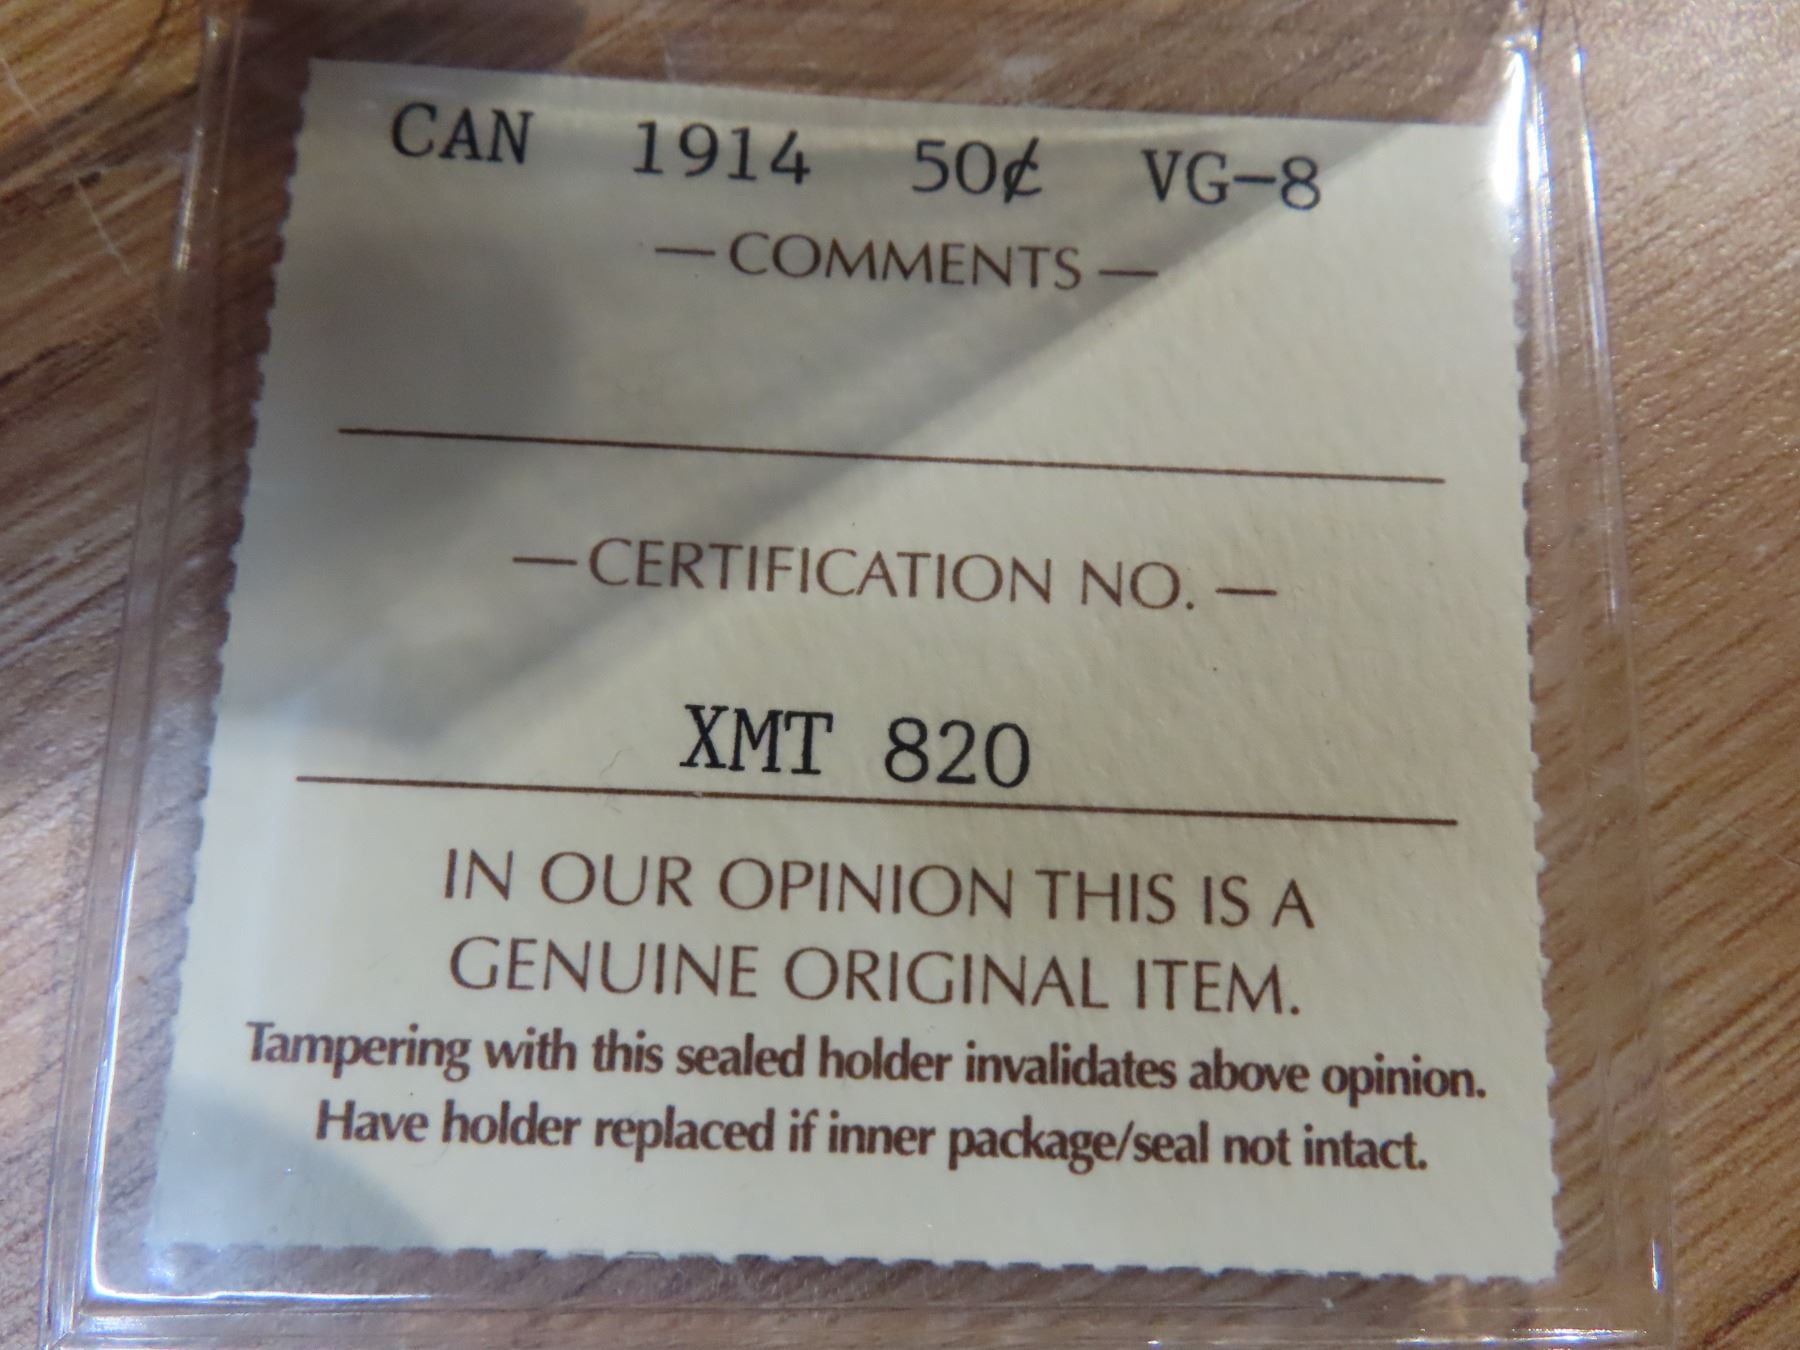 CAN 1914 50¢ VG-8
— COMMENTS —
— CERTIFICATION NO. —
XMT 820
IN OUR OPINION THIS IS A
GENUINE ORIGINAL ITEM.
Tampering with this sealed holder invalidates above opinion.
Have holder replaced if inner package/seal not intact.